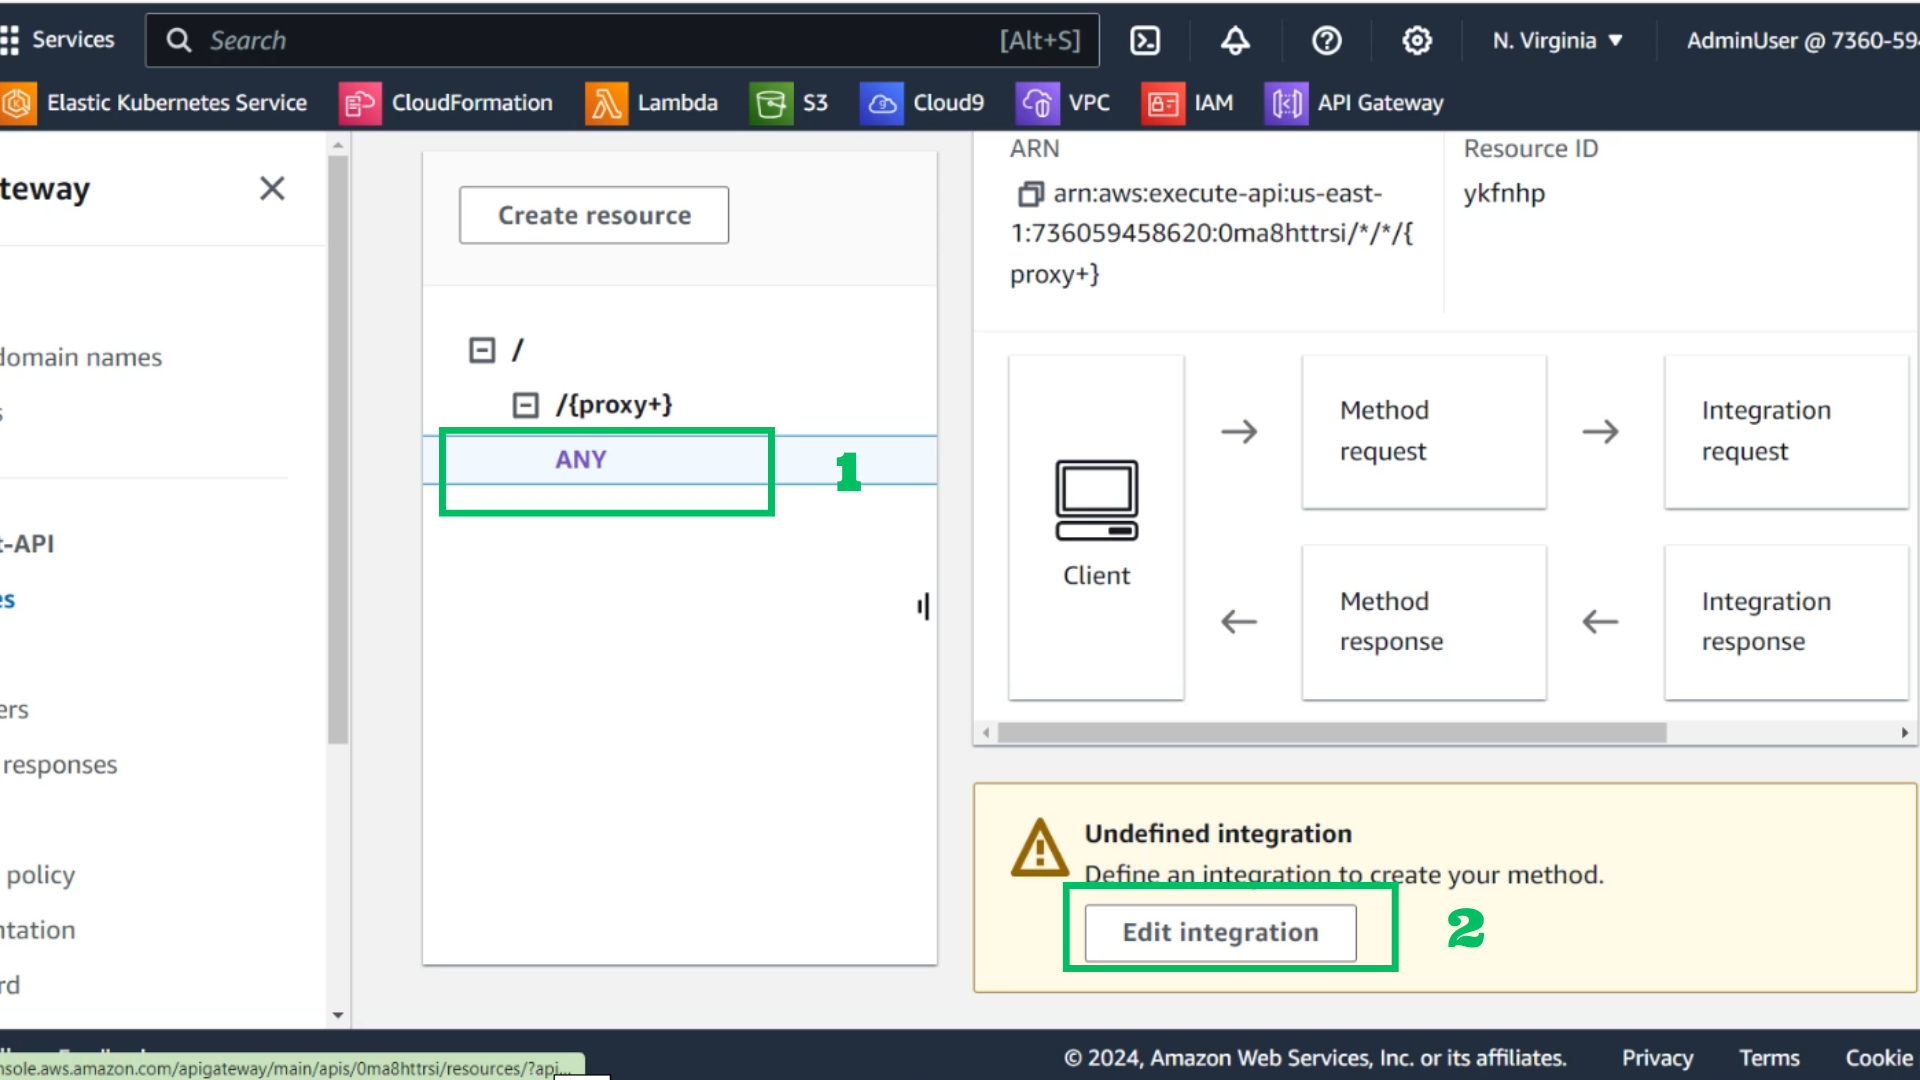 Services
Search
[Alt+S]
N. Virginia
AdminUser @ 7360-594
Elastic Kubernetes Service
CloudFormation
Lambda
S3
Cloud9
VPC
IAM
API Gateway
teway
domain names
s
t-API
es
ers
responses
policy
ntation
rd
Create resource
/
/{proxy+}
ANY
1
ARN
arn:aws:execute-api:us-east-
1:736059458620:0ma8httrsi/*/*/{
proxy+}
Resource ID
ykfnhp
Client
Method
request
Integration
request
Method
response
Integration
response
Undefined integration
Define an integration to create your method.
Edit integration
2
nsole.aws.amazon.com/apigateway/main/apis/0ma8httrsi/resources/?api...
© 2024, Amazon Web Services, Inc. or its affiliates.
Privacy
Terms
Cookie